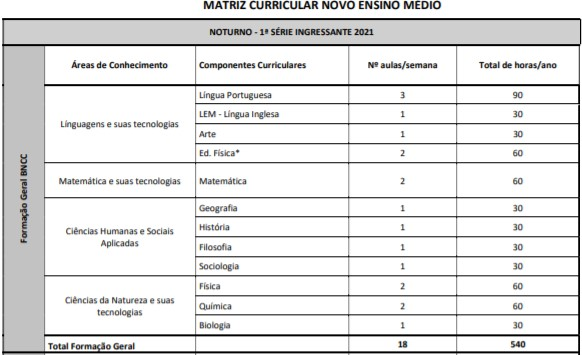 MATRIZ CURRICULAR NOVO ENSINO MÉDIO
NOTURNO - 1ª SÉRIE INGRESSANTE 2021
Áreas de Conhecimento Componentes Curriculares Nº aulas/semana Total de horas/ano
Formação Geral BNCC
Línguagens e suas tecnologias
Língua Portuguesa 3 90
LEM - Língua Inglesa 1 30
Arte 1 30
Ed. Física* 2 60
Matemática e suas tecnologias Matemática 2 60
Ciências Humanas e Sociais
Aplicadas
Geografia 1 30
História 1 30
Filosofia 1 30
Sociologia 1 30
Ciências da Natureza e suas
tecnologias
Física 2 60
Química 2 60
Biologia 1 30
Total Formação Geral 18 540